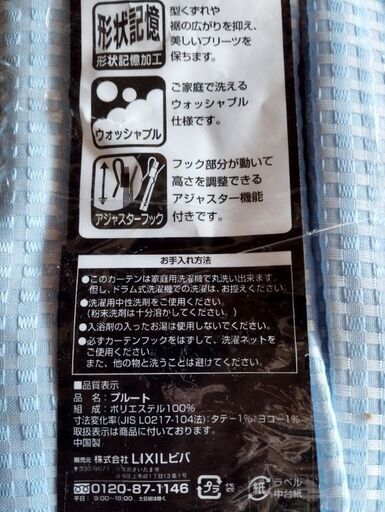 形状記憶
形状記憶加工
型くずれや
裾の広がりを抑え、
美しいプリーツを
保ちます。
ウォッシャブル
ご家庭で洗える
ウォッシャブル
仕様です。
アジャスターフック
フック部分が動いて
高さを調整できる
アジャスター機能
付きです。
お手入れ方法
●このカーテンは家庭用洗濯機で丸洗い出来ます。
但し、ドラム式洗濯機での洗濯は、お控えください。
●洗濯用中性洗剤をご使用ください。
(粉末洗剤は十分溶かしてください。)
●入浴剤の入ったお湯は使用しないでください。
●必ずカーテンフックをはずして、洗濯ネットを
ご使用ください。
また、他の物と洗うことは避けてください。
■品質表示
品 名:プルート
組 成:ポリエステル100%
寸法変化率(JIS L0217-104法):タテー1%・ヨコー1%
取扱表示は商品に付いております。
中国製
販売元 株式会社 LIXILビバ
0120-87-1146
(平日)9:00~18:00
プラ 袋
紙 ラベル
中台紙